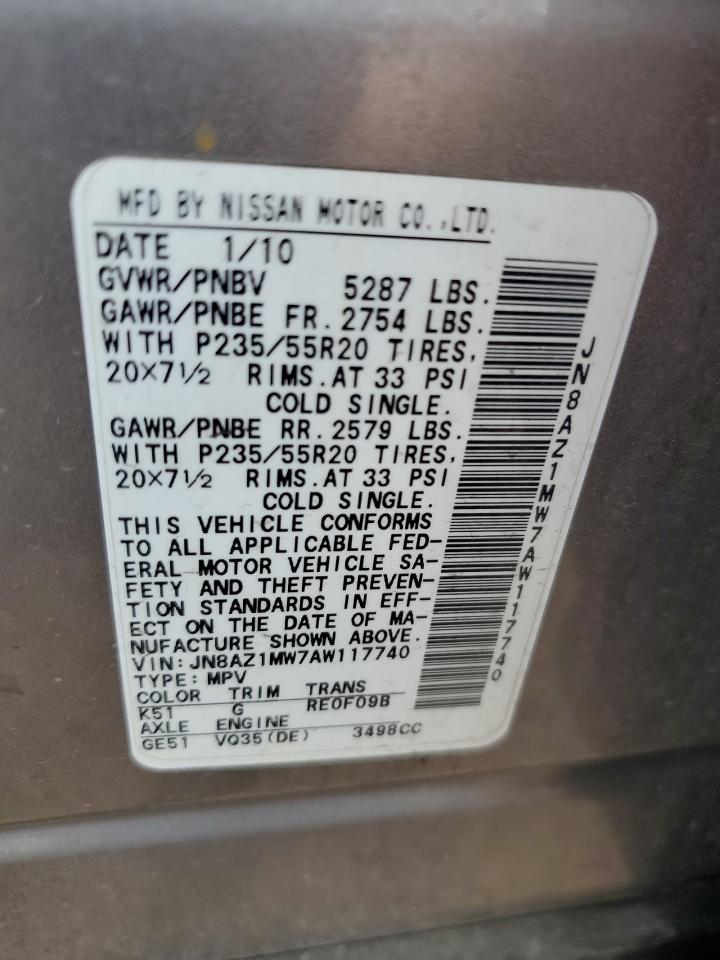 MFD BY NISSAN MOTOR CO.,LTD.
DATE 1/10
GVWR/PNBV 5287 LBS.
GAWR/PNBE FR. 2754 LBS.
WITH P235/55R20 TIRES,
20×7½ RIMS. AT 33 PSI
COLD SINGLE.
GAWR/PNBE RR. 2579 LBS.
WITH P235/55R20 TIRES,
20×7½ RIMS. AT 33 PSI
COLD SINGLE.
THIS VEHICLE CONFORMS
TO ALL APPLICABLE FED-
ERAL MOTOR VEHICLE SA-
FETY AND THEFT PREVEN-
TION STANDARDS IN EFF-
ECT ON THE DATE OF MA-
NUFACTURE SHOWN ABOVE.
VIN: JN8AZ1MW7AW117740
TYPE: MPV
COLOR TRIM TRANS
K51 G RE0F09B
AXLE ENGINE
GE51 VQ35(DE) 3498CC
JN8AZ1MW7AW117740